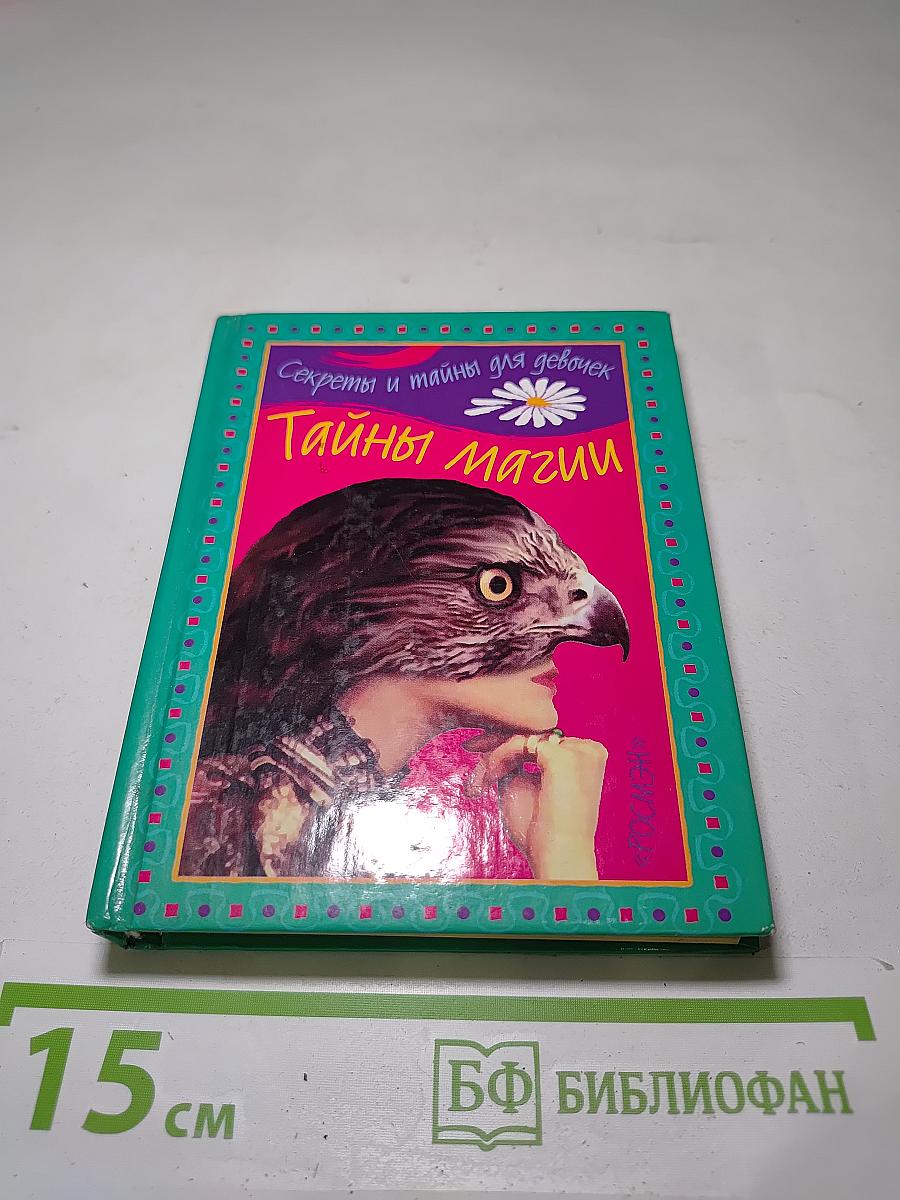 Секреты и тайны для девочек
Тайны магии
«РОСМЭН»
15 см
БФ БИБЛИОФАН